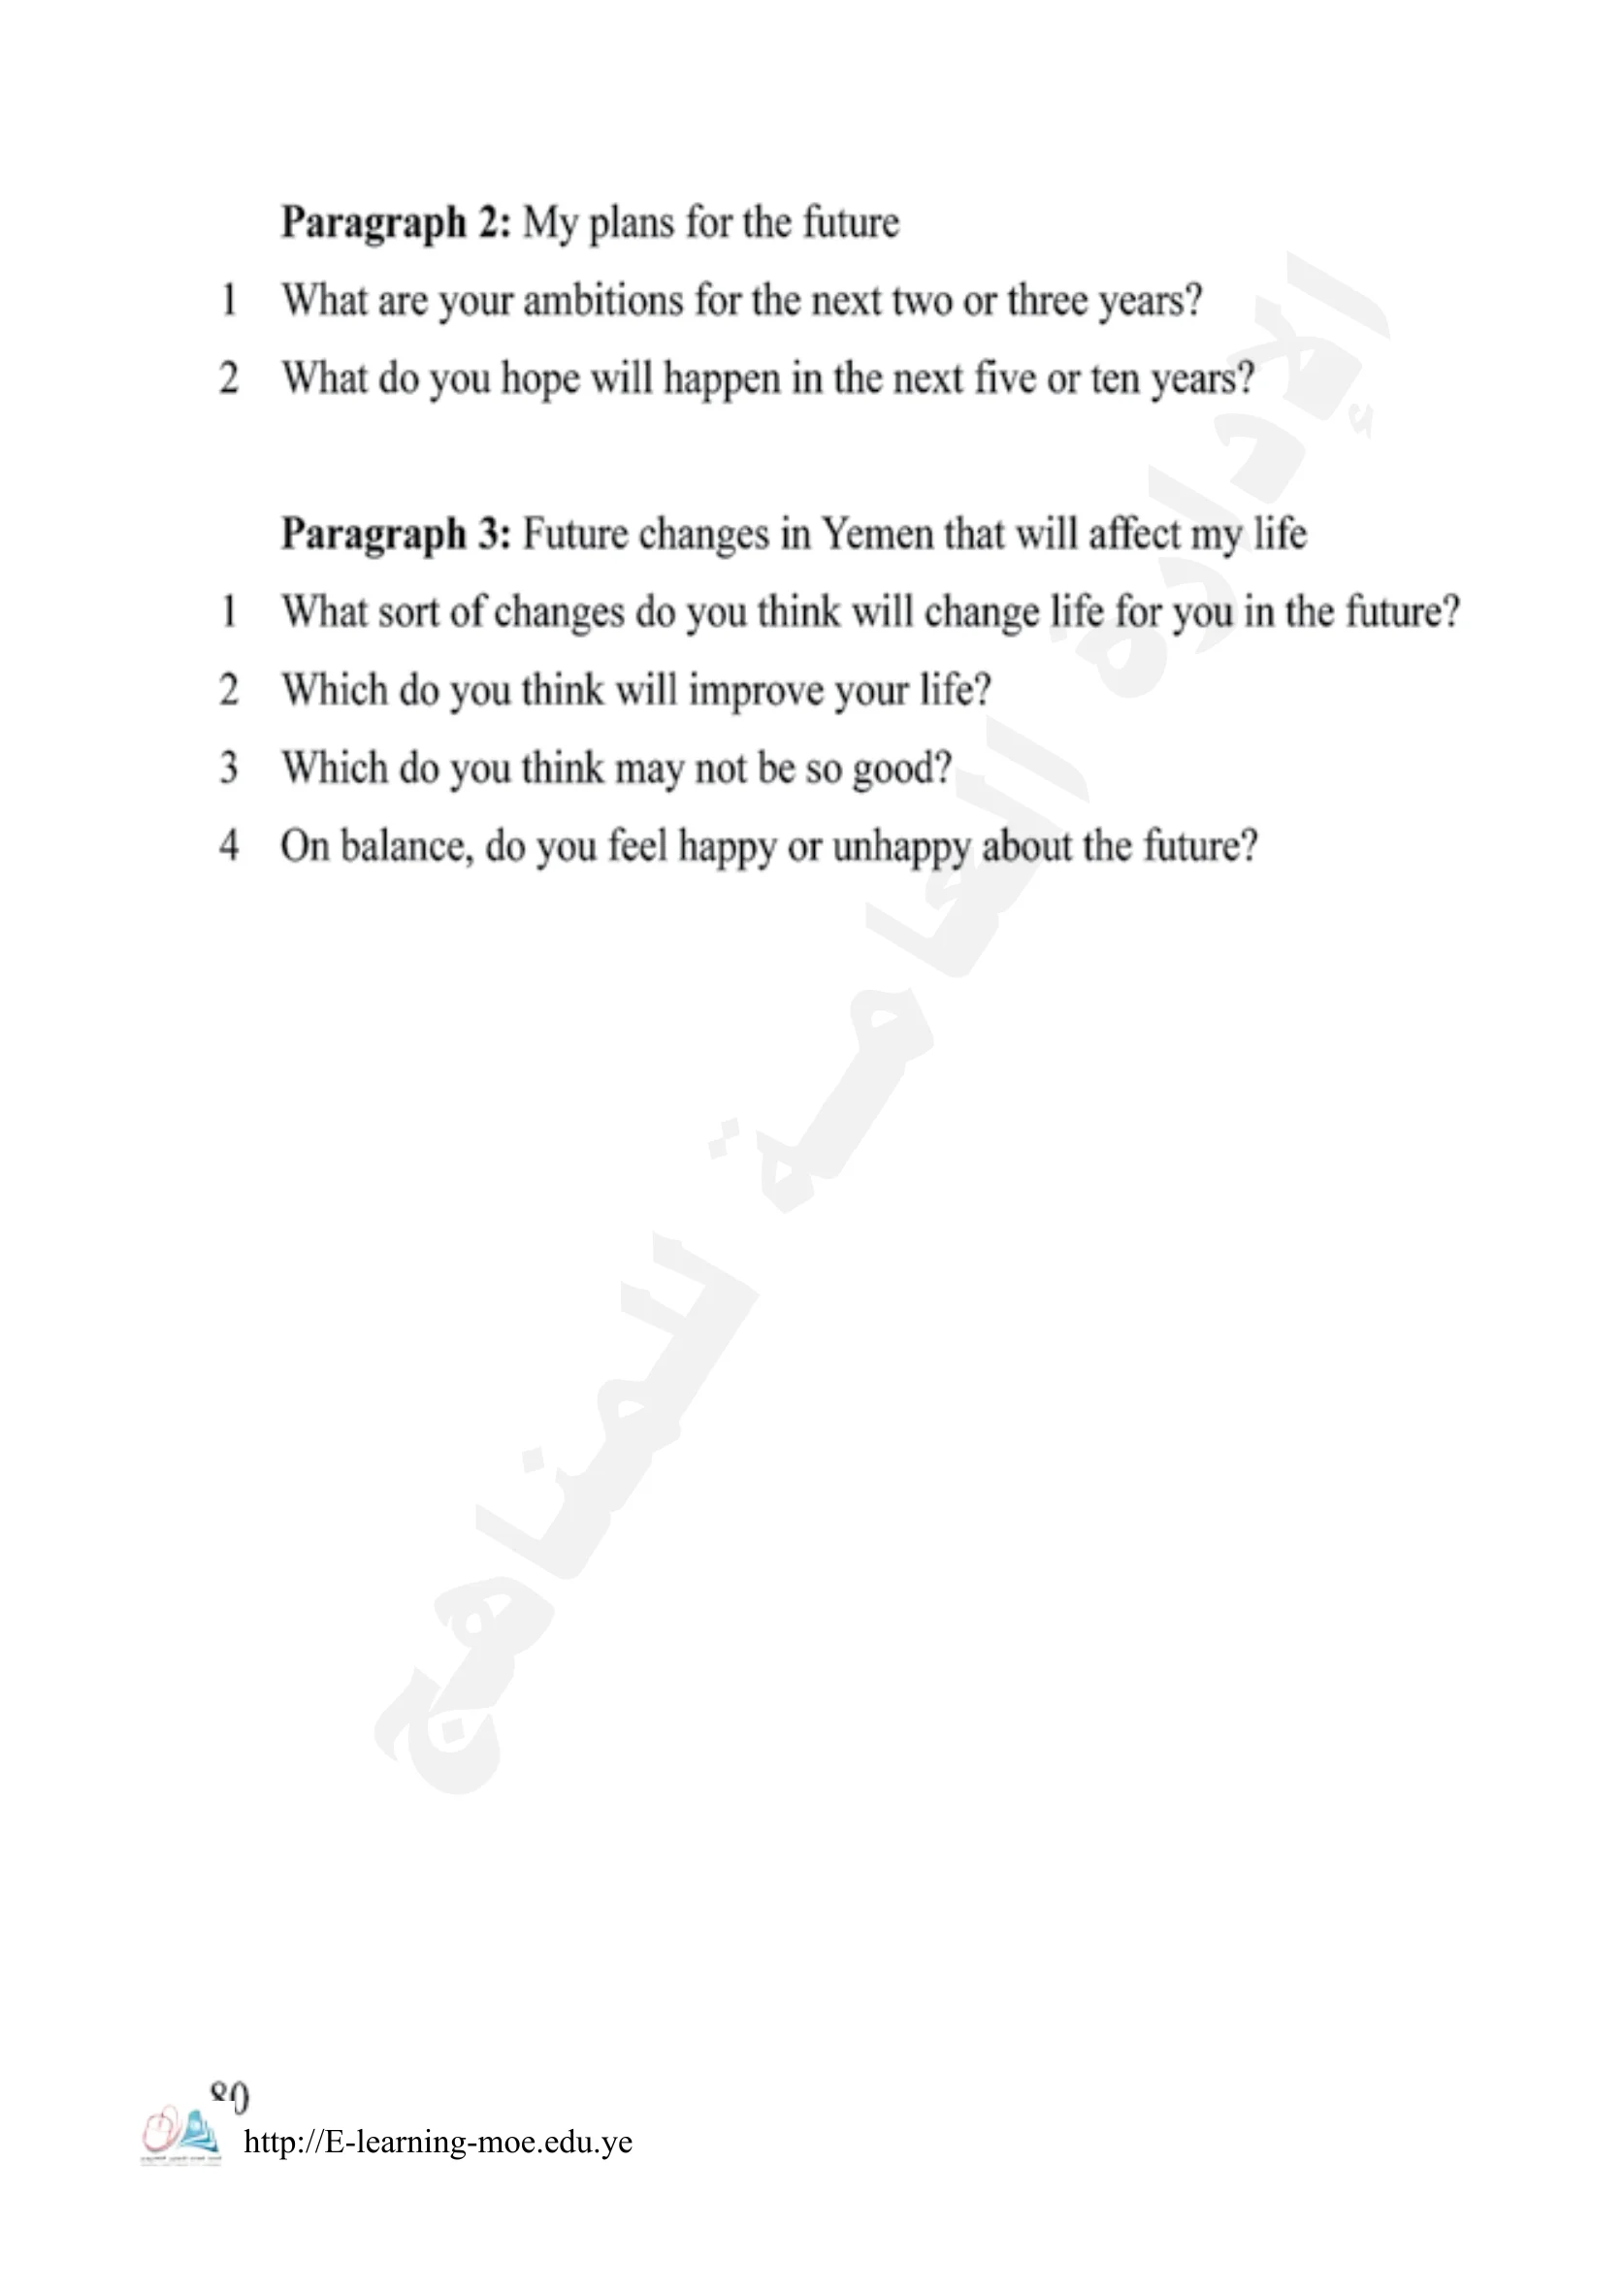 Paragraph 2: My plans for the future
1 What are your ambitions for the next two or three years?
2 What do you hope will happen in the next five or ten years?
Paragraph 3: Future changes in Yemen that will affect my life
1 What sort of changes do you think will change life for you in the future?
2 Which do you think will improve your life?
3 Which do you think may not be so good?
4 On balance, do you feel happy or unhappy about the future?
الإدارة العامة للمناهج
80
http://E-learning-moe.edu.ye